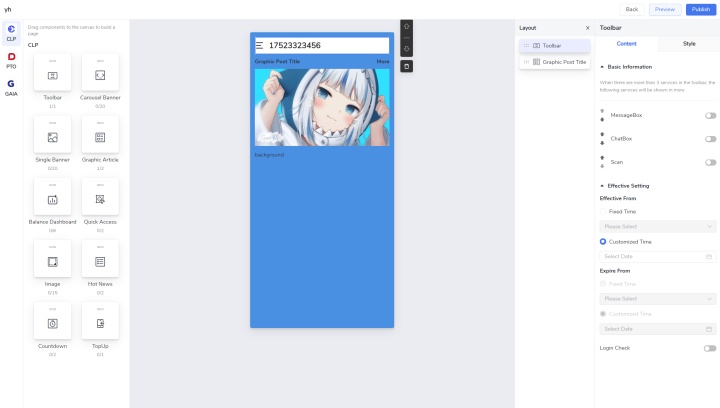 yh
Back
Preview
Publish
CLP
PTO
GAIA
Drag components to the canvas to build a
page
CLP
Toolbar
1/1
Carousel Banner
0/20
Single Banner
0/20
Graphic Article
1/2
Balance Dashboard
0/6
Quick Access
0/2
Image
0/15
Hot News
0/2
Countdown
0/2
TopUp
0/1
17523323456
Graphic Post Title
More
background
Layout
X
Toolbar
Graphic Post Title
Toolbar
Content
Style
Basic Information
When there are more than 3 services in the toolbar, the
following services will be shown in more.
MessageBox
ChatBox
Scan
Effective Setting
Effective From
Fixed Time
Please Select
Customized Time
Select Date
Expire From
Fixed Time
Please Select
Customized Time
Select Date
Login Check